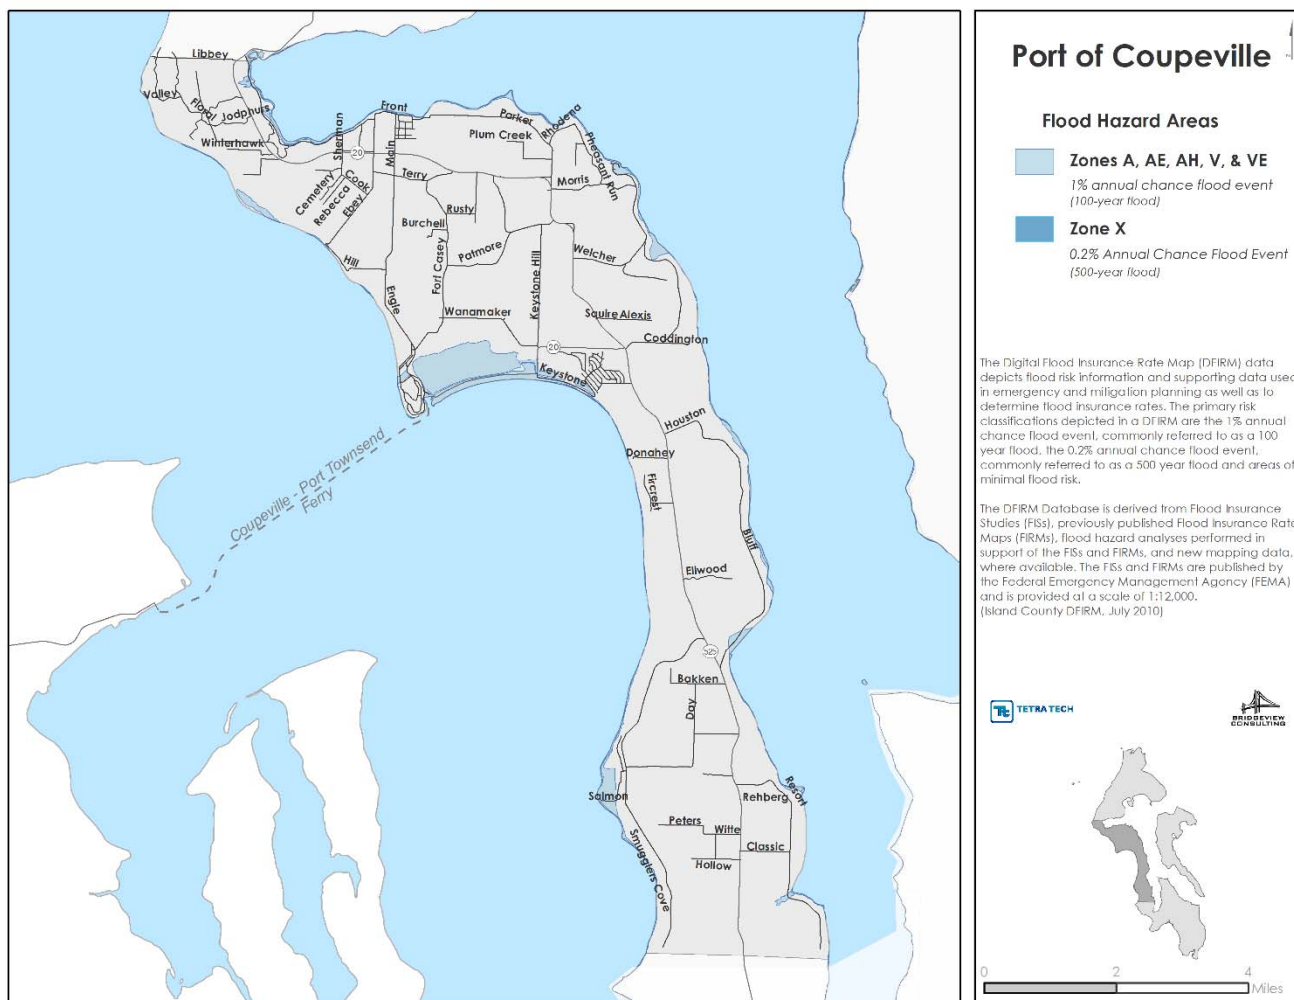 Port of Coupeville
Flood Hazard Areas
Zones A, AE, AH, V, & VE
1% annual chance flood event
(100-year flood)
Zone X
0.2% Annual Chance Flood Event
(500-year flood)
The Digital Flood Insurance Rate Map (DFIRM) data
depicts flood risk information and supporting data used
in emergency and mitigation planning as well as to
determine flood insurance rates. The primary risk
classifications depicted in a DFIRM are the 1% annual
chance flood event, commonly referred to as a 100
year flood, the 0.2% annual chance flood event,
commonly referred to as a 500 year flood and areas of
minimal flood risk.
The DFIRM Database is derived from Flood Insurance
Studies (FISs), previously published Flood Insurance Rate
Maps (FIRMs), flood hazard analyses performed in
support of the FISs and FIRMs, and new mapping data,
where available. The FISs and FIRMs are published by
the Federal Emergency Management Agency (FEMA)
and is provided at a scale of 1:12,000.
(Island County DFIRM, July 2010)
TETRA TECH
BRIDGEVIEW
CONSULTING
0 2 4
Miles
Libbey
Valley
Floral
Jodphurs
Winterhawk
Sherman
Front
Main
20
Parker
Plum Creek
Rhodena
Pheasant Run
Terry
Morris
Cemetery
Rebecca
Cook
Ebey
Rusty
Burchell
Fort Casey
Patmore
Keystone Hill
Welcher
Hill
Engle
Wanamaker
Squire Alexis
Coddington
20
Keystone
Houston
Donahey
Fircrest
Coupeville - Port Townsend
Ferry
Bluff
Ellwood
525
Bakken
Day
Resort
Rehberg
Salmon
Peters
Witte
Classic
Hollow
Smugglers Cove